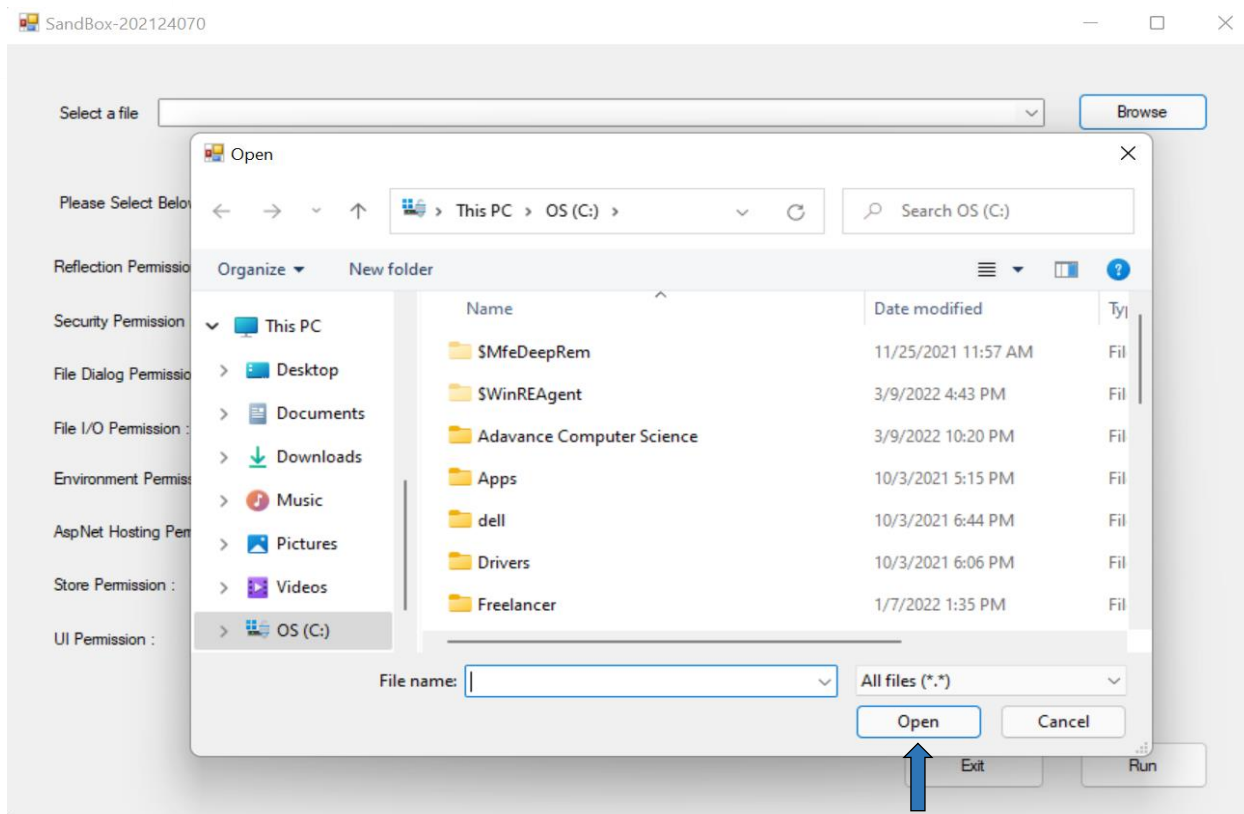 SandBox-202124070
Select a file
Browse
Open
This PC > OS (C:) >
Search OS (C:)
Please Select
Organize
New folder
Name
Date modified
This PC
Desktop
Documents
Downloads
Music
Pictures
Videos
OS (C:)
$MfeDeepRem 11/25/2021 11:57 AM Fil
$WinREAgent 3/9/2022 4:43 PM Fil
Adavance Computer Science 3/9/2022 10:20 PM Fil
Apps 10/3/2021 5:15 PM Fil
dell 10/3/2021 6:44 PM Fil
Drivers 10/3/2021 6:06 PM Fil
Freelancer 1/7/2022 1:35 PM Fil
Reflection Permissio
Security Permission
File Dialog Permissio
File I/O Permission :
Environment Permiss
AspNet Hosting
Store Permission :
UI Permission :
File name:
All files (*.*)
Open
Cancel
Exit
Run